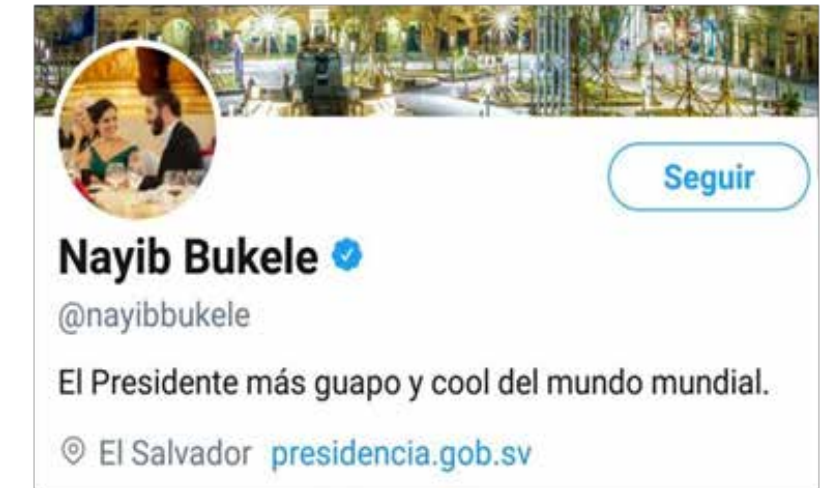 Seguir
Nayib Bukele
@nayibbukele
El Presidente más guapo y cool del mundo mundial.
El Salvador presidencia.gob.sv